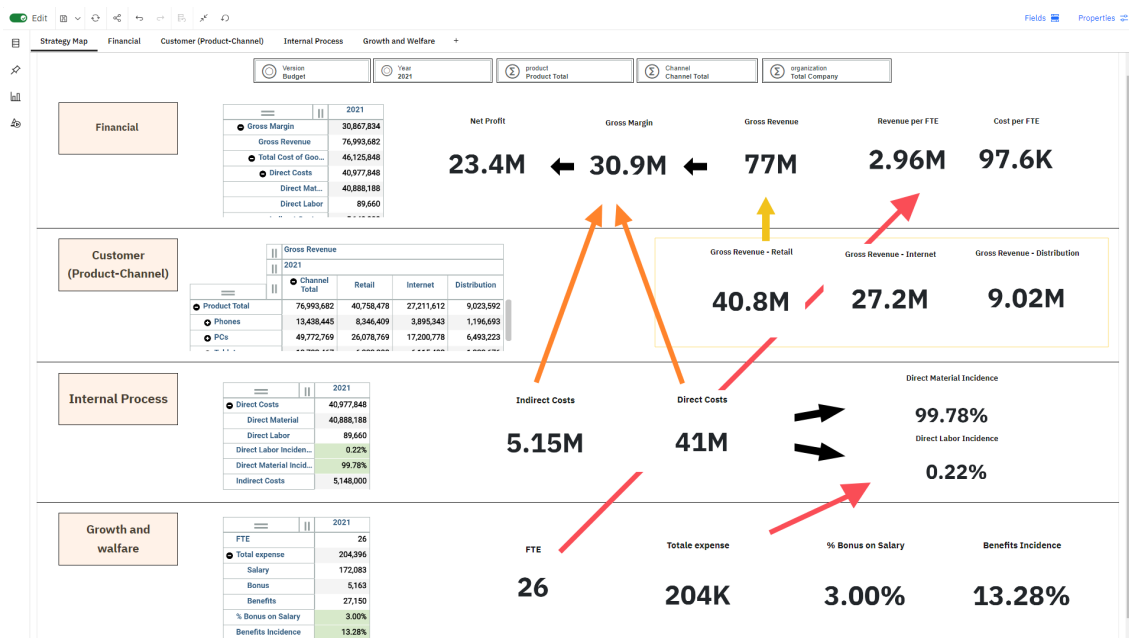 Edit
Fields
Properties
Strategy Map
Financial
Customer (Product-Channel)
Internal Process
Growth and Welfare
+
Version
Budget
Year
2021
product
Product Total
Channel
Channel Total
organization
Total Company
Financial
2021
Gross Margin 30,867,834
Gross Revenue 76,993,682
Total Cost of Goo... 46,125,848
Direct Costs 40,977,848
Direct Mat... 40,888,188
Direct Labor 89,660
Net Profit
23.4M
Gross Margin
30.9M
Gross Revenue
77M
Revenue per FTE
2.96M
Cost per FTE
97.6K
Customer
(Product-Channel)
Gross Revenue
2021
Channel Total Retail Internet Distribution
Product Total 76,993,682 40,758,478 27,211,612 9,023,592
Phones 13,438,445 8,346,409 3,895,343 1,196,693
PCs 49,772,769 26,078,769 17,200,778 6,493,223
Gross Revenue - Retail
40.8M
Gross Revenue - Internet
27.2M
Gross Revenue - Distribution
9.02M
Internal Process
2021
Direct Costs 40,977,848
Direct Material 40,888,188
Direct Labor 89,660
Direct Labor Inciden... 0.22%
Direct Material Incid... 99.78%
Indirect Costs 5,148,000
Indirect Costs
5.15M
Direct Costs
41M
Direct Material Incidence
99.78%
Direct Labor Incidence
0.22%
Growth and
walfare
2021
FTE 26
Total expense 204,396
Salary 172,083
Bonus 5,163
Benefits 27,150
% Bonus on Salary 3.00%
Benefits Incidence 13.28%
FTE
26
Totale expense
204K
% Bonus on Salary
3.00%
Benefits Incidence
13.28%